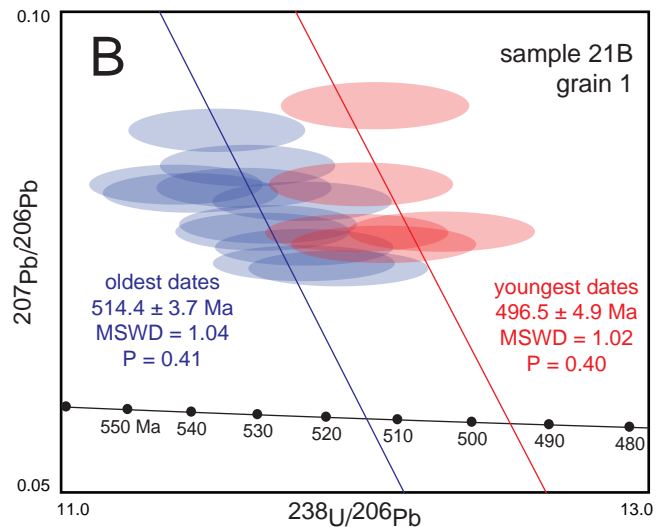 0.10
B
sample 21B
grain 1
207Pb/206Pb
oldest dates
514.4 ± 3.7 Ma
MSWD = 1.04
P = 0.41
youngest dates
496.5 ± 4.9 Ma
MSWD = 1.02
P = 0.40
550 Ma 540 530 520 510 500 490 480
0.05
11.0 238U/206Pb 13.0